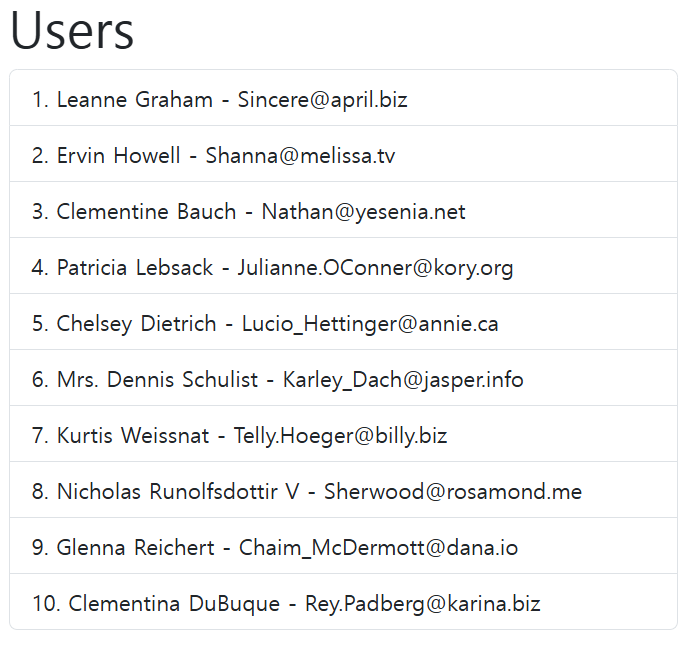 Users
1. Leanne Graham - Sincere@april.biz
2. Ervin Howell - Shanna@melissa.tv
3. Clementine Bauch - Nathan@yesenia.net
4. Patricia Lebsack - Julianne.OConner@kory.org
5. Chelsey Dietrich - Lucio_Hettinger@annie.ca
6. Mrs. Dennis Schulist - Karley_Dach@jasper.info
7. Kurtis Weissnat - Telly.Hoeger@billy.biz
8. Nicholas Runolfsdottir V - Sherwood@rosamond.me
9. Glenna Reichert - Chaim_McDermott@dana.io
10. Clementina DuBuque - Rey.Padberg@karina.biz